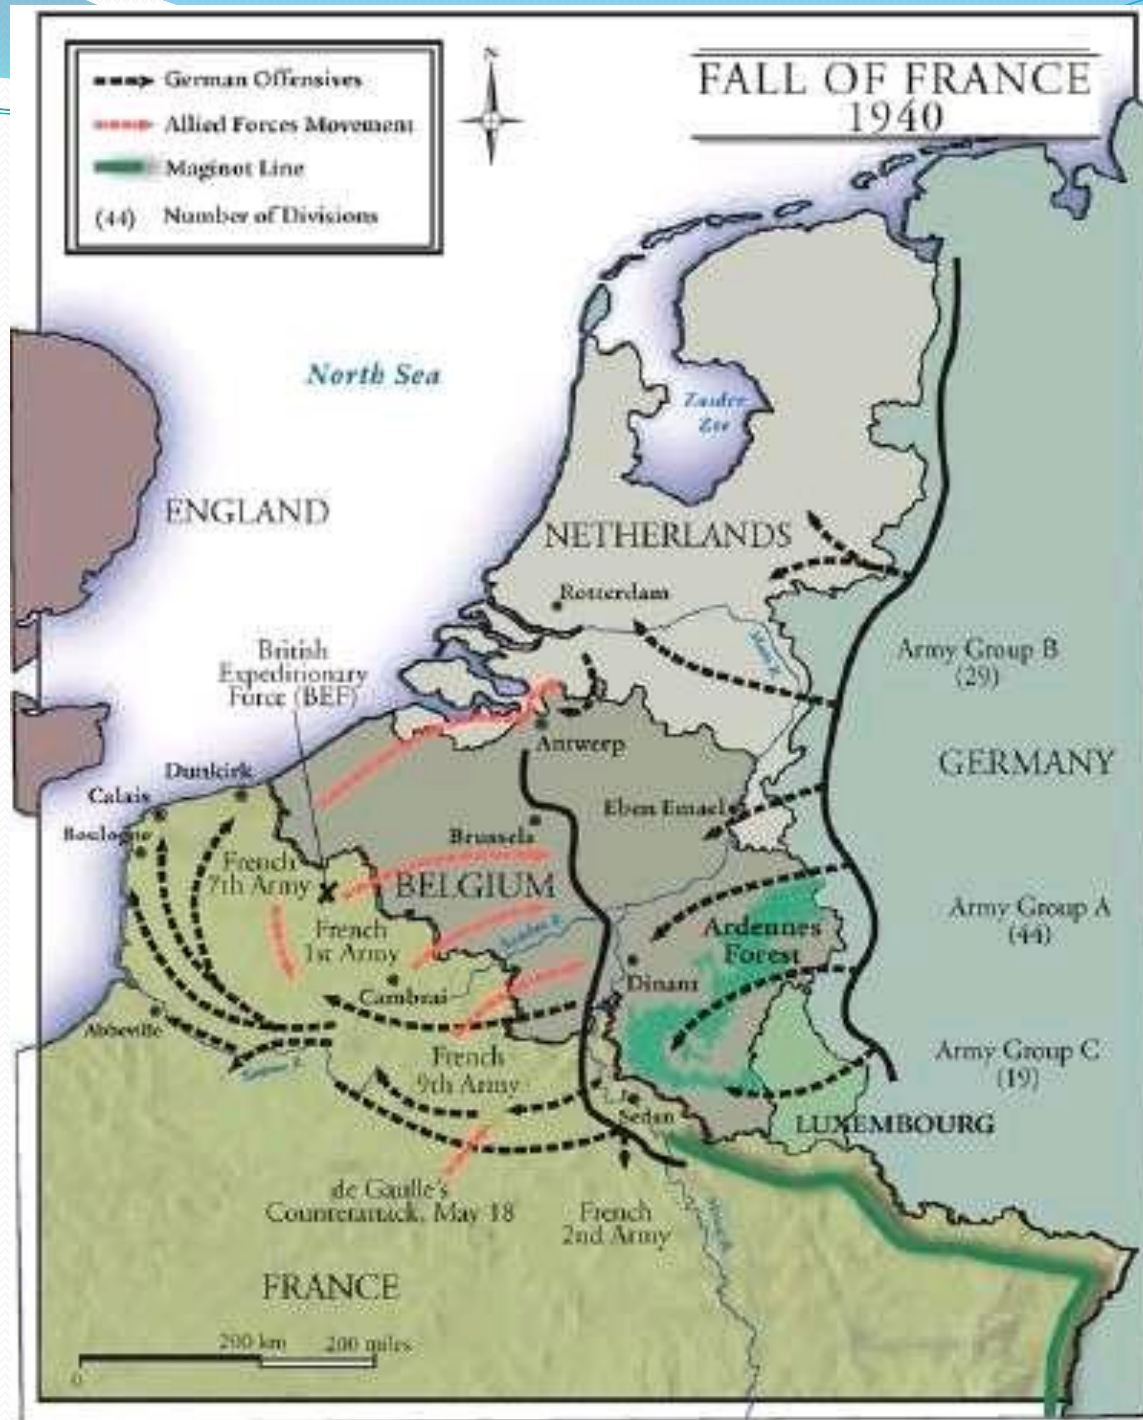 German Offensives
Allied Forces Movement
Maginot Line
(44) Number of Divisions
N
FALL OF FRANCE
1940
North Sea
Zuider
Zee
ENGLAND
NETHERLANDS
Rotterdam
British
Expeditionary
Force (BEF)
Army Group B
(29)
Antwerp
GERMANY
Dunkirk
Calais
Boulogne
Eben Emael
Brussels
French
7th Army
BELGIUM
French
1st Army
Ardennes
Forest
Army Group A
(44)
Dinant
Cambrai
Abbeville
French
9th Army
Army Group C
(19)
Sedan
LUXEMBOURG
de Gaulle's
Counterattack, May 18
French
2nd Army
FRANCE
200 km 200 miles
0